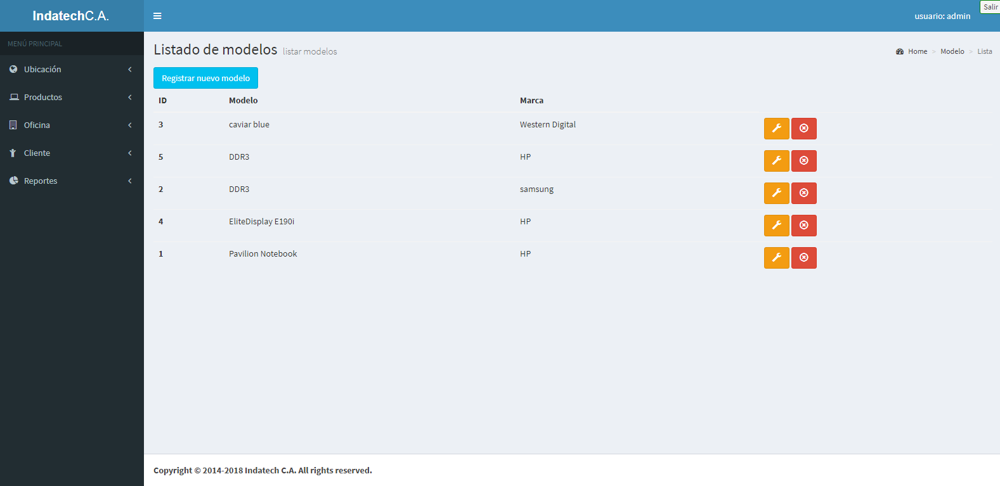 IndatechC.A.
usuario: admin
Salir
MENÚ PRINCIPAL
Ubicación
Productos
Oficina
Cliente
Reportes
Listado de modelos listar modelos
Home > Modelo > Lista
Registrar nuevo modelo
ID Modelo Marca
3 caviar blue Western Digital
5 DDR3 HP
2 DDR3 samsung
4 EliteDisplay E190i HP
1 Pavilion Notebook HP
Copyright © 2014-2018 Indatech C.A. All rights reserved.